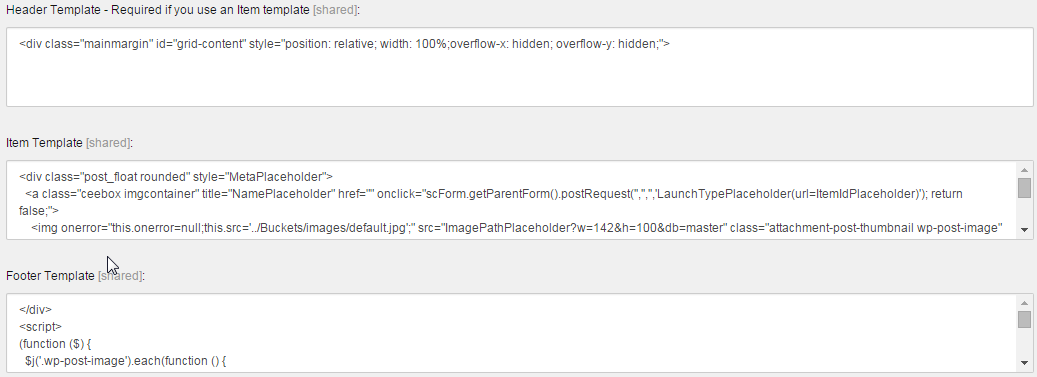 Header Template - Required if you use an Item template [shared]:
<div class="mainmargin" id="grid-content" style="position: relative; width: 100%;overflow-x: hidden; overflow-y: hidden;">
Item Template [shared]:
<div class="post_float rounded" style="MetaPlaceholder">
<a class="ceebox imgcontainer" title="NamePlaceholder" href="" onclick="scForm.getParentForm().postRequest('','','','LaunchTypePlaceholder(url=ItemIdPlaceholder)'); return
false;">
<img onerror="this.onerror=null;this.src='../Buckets/images/default.jpg';" src="ImagePathPlaceholder?w=142&h=100&db=master" class="attachment-post-thumbnail wp-post-image"
Footer Template [shared]:
</div>
<script>
(function ($) {
$j('.wp-post-image').each(function () {